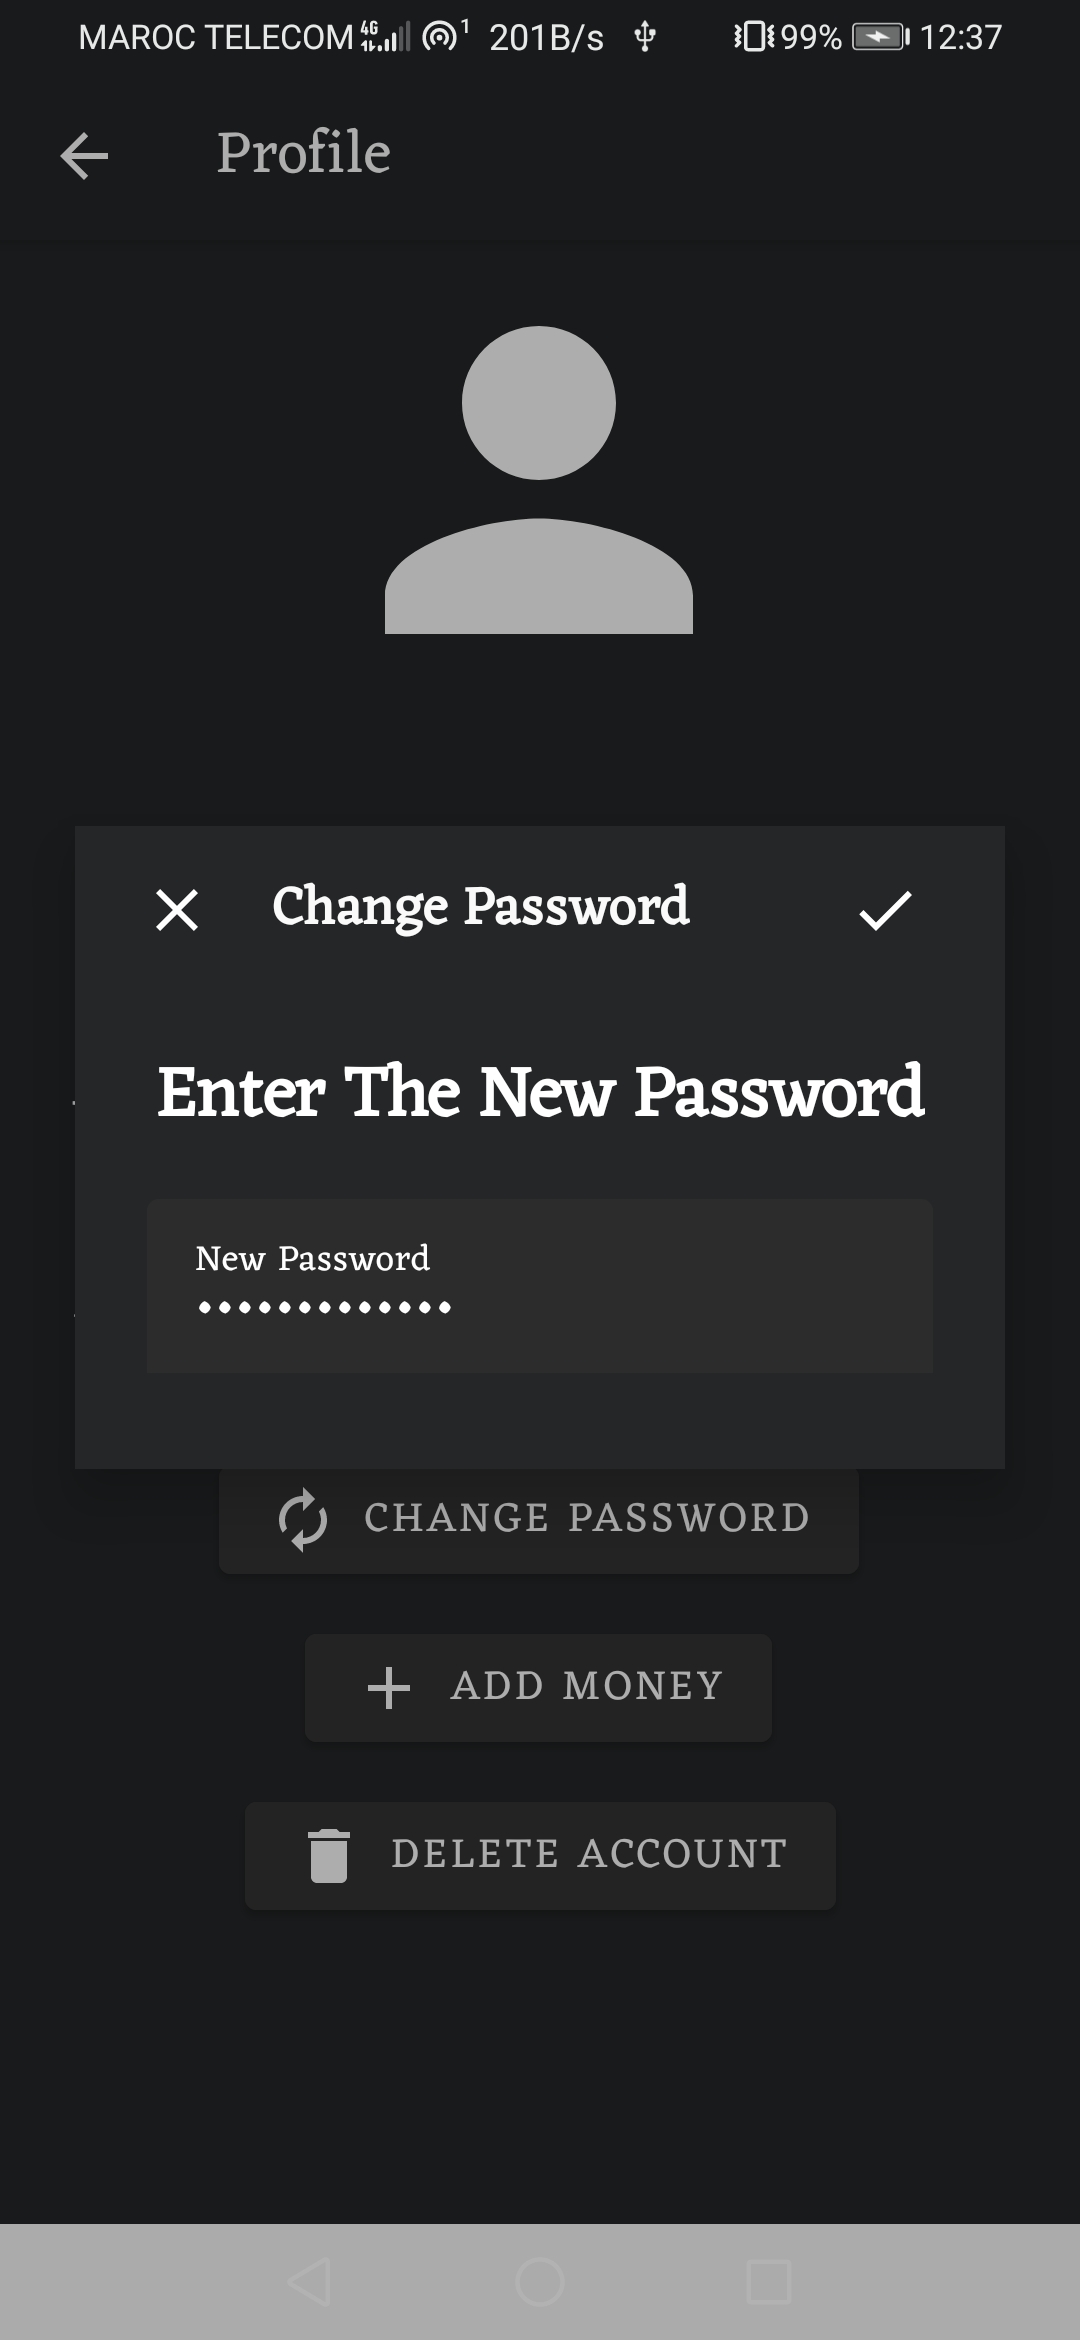 MAROC TELECOM 4G 1 201B/s 99% 12:37
Profile
Change Password
Enter The New Password
New Password
•••••••••••••
CHANGE PASSWORD
ADD MONEY
DELETE ACCOUNT